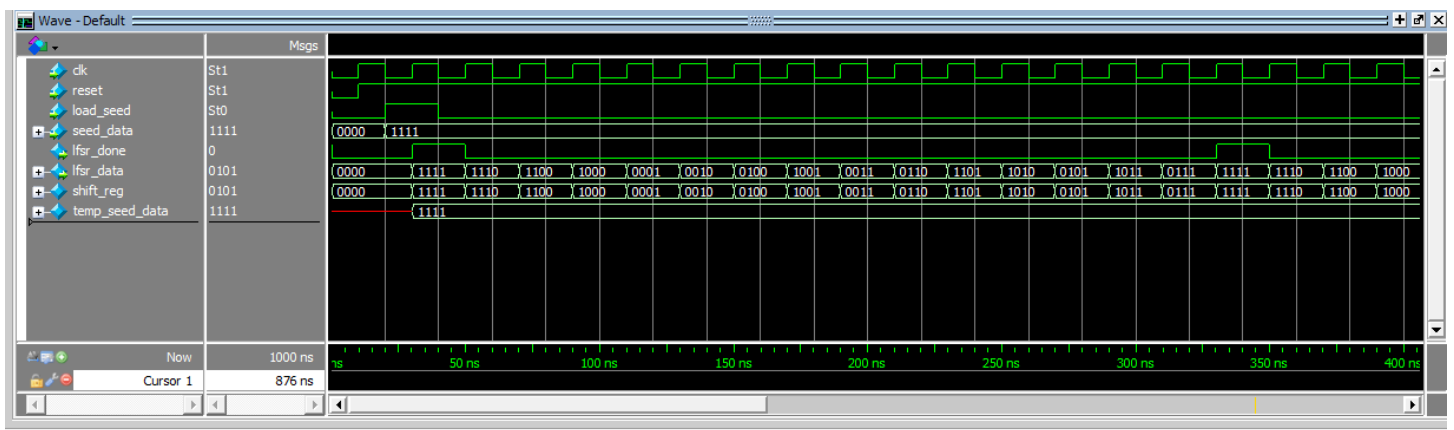 Wave - Default
Msgs
clk St1
reset St1
load_seed St0
seed_data 1111 0000 1111
lfsr_done 0
lfsr_data 0101 0000 1111 1110 1100 1000 0001 0010 0100 1001 0011 0110 1101 1010 0101 1011 0111 1111 1110 1100 1000
shift_reg 0101 0000 1111 1110 1100 1000 0001 0010 0100 1001 0011 0110 1101 1010 0101 1011 0111 1111 1110 1100 1000
temp_seed_data 1111 1111
Now 1000 ns ns 50 ns 100 ns 150 ns 200 ns 250 ns 300 ns 350 ns 400 ns
Cursor 1 876 ns